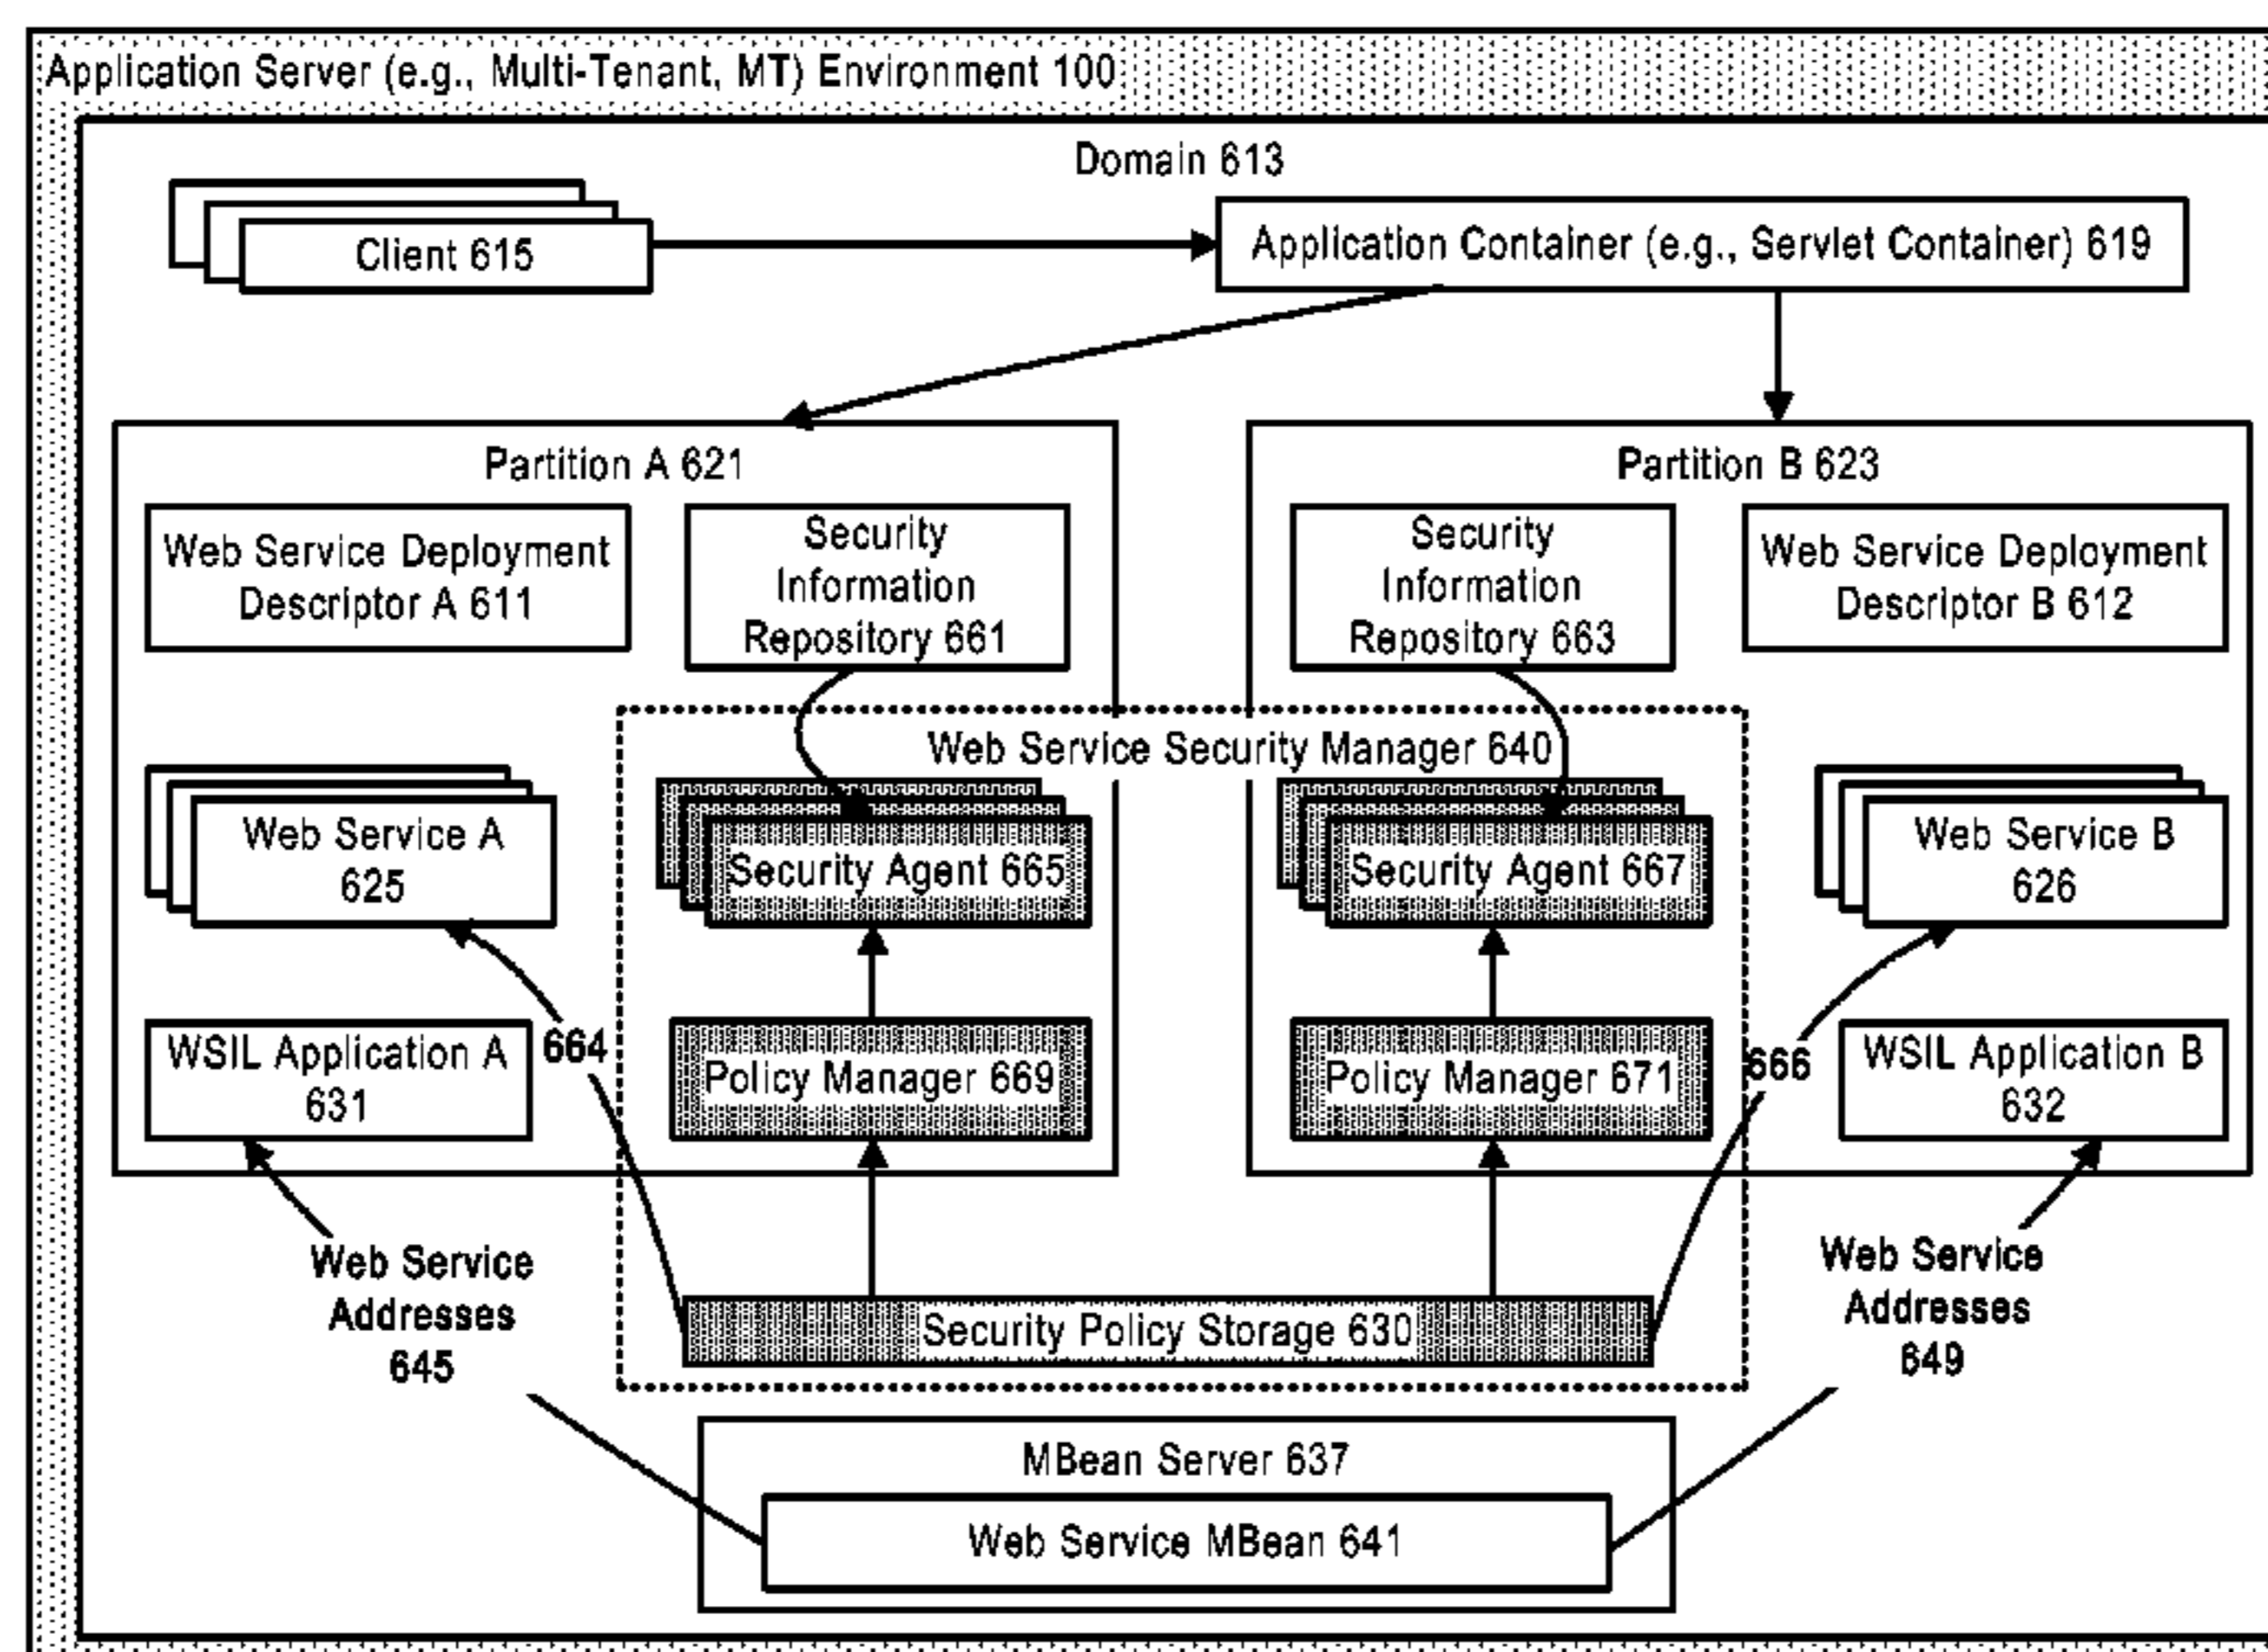 Application Server (e.g., Multi-Tenant, MT) Environment 100
Domain 613
Client 615
Application Container (e.g., Servlet Container) 619
Partition A 621
Web Service Deployment
Descriptor A 611
Security
Information
Repository 661
Partition B 623
Security
Information
Repository 663
Web Service Deployment
Descriptor B 612
Web Service Security Manager 640
Web Service A
625
Security Agent 665
Security Agent 667
Web Service B
626
WSIL Application A
631
664
Policy Manager 669
Policy Manager 671
666
WSIL Application B
632
Web Service
Addresses
645
Security Policy Storage 630
Web Service
Addresses
649
MBean Server 637
Web Service MBean 641